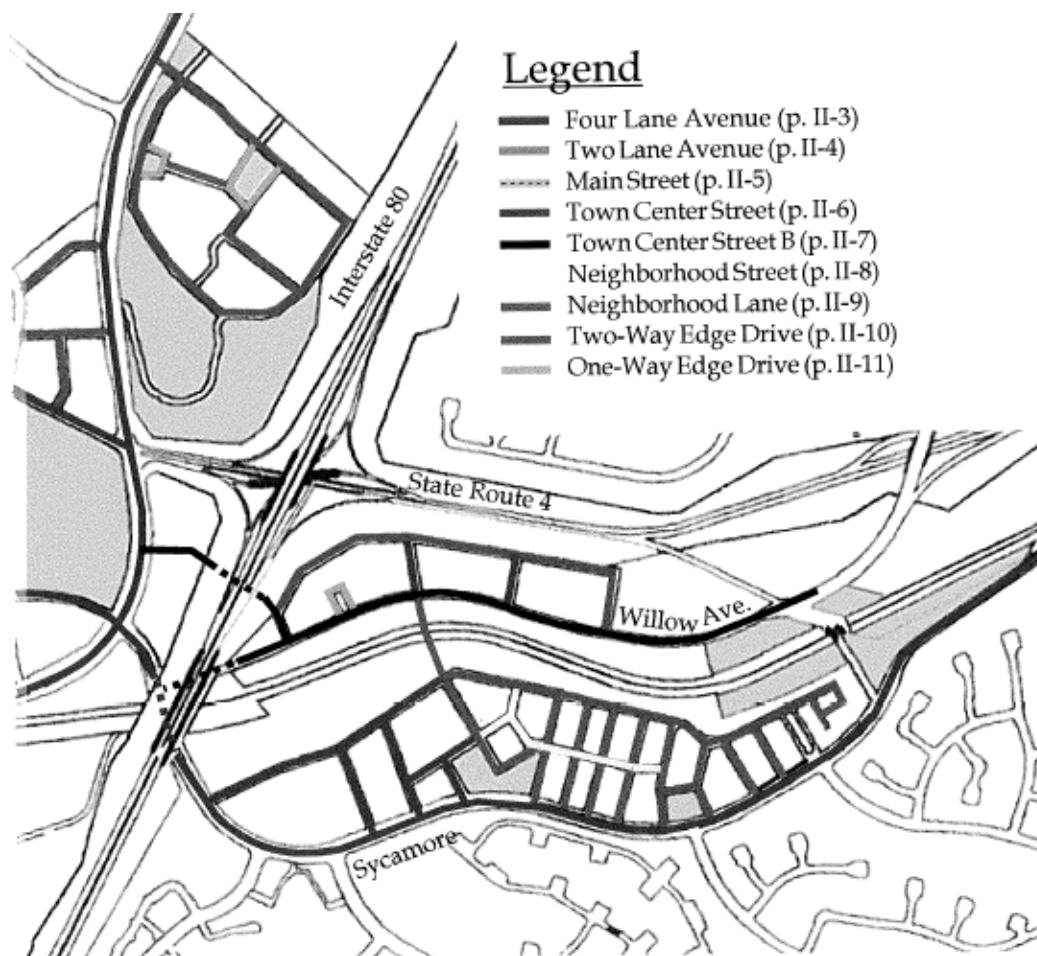 Legend
Four Lane Avenue (p. II-3)
Two Lane Avenue (p. II-4)
Main Street (p. II-5)
Town Center Street (p. II-6)
Town Center Street B (p. II-7)
Neighborhood Street (p. II-8)
Neighborhood Lane (p. II-9)
Two-Way Edge Drive (p. II-10)
One-Way Edge Drive (p. II-11)
Interstate 80
State Route 4
Willow Ave.
Sycamore